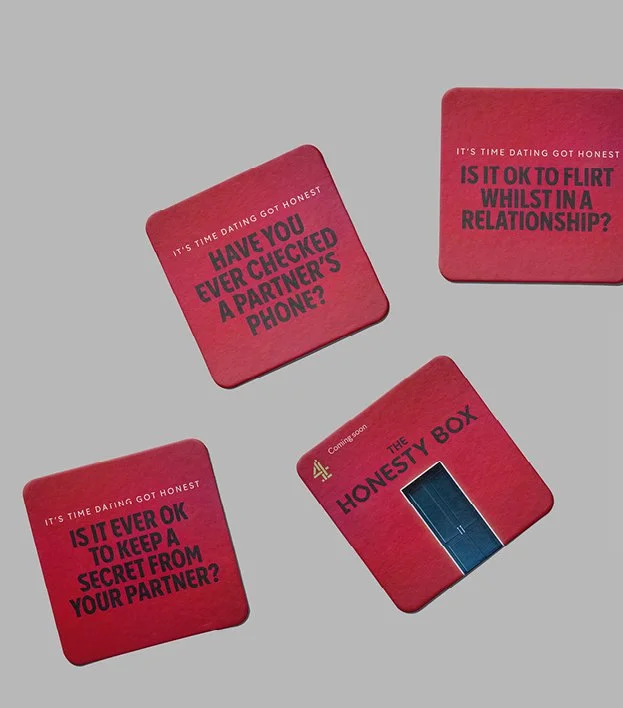 IT'S TIME DATING GOT HONEST
IS IT OK TO FLIRT
WHILST IN A
RELATIONSHIP?
IT'S TIME DATING GOT HONEST
HAVE YOU
EVER CHECKED
A PARTNER'S
PHONE?
4
Coming soon
THE
HONESTY BOX
IT'S TIME DATING GOT HONEST
IS IT EVER OK
TO KEEP A
SECRET FROM
YOUR PARTNER?